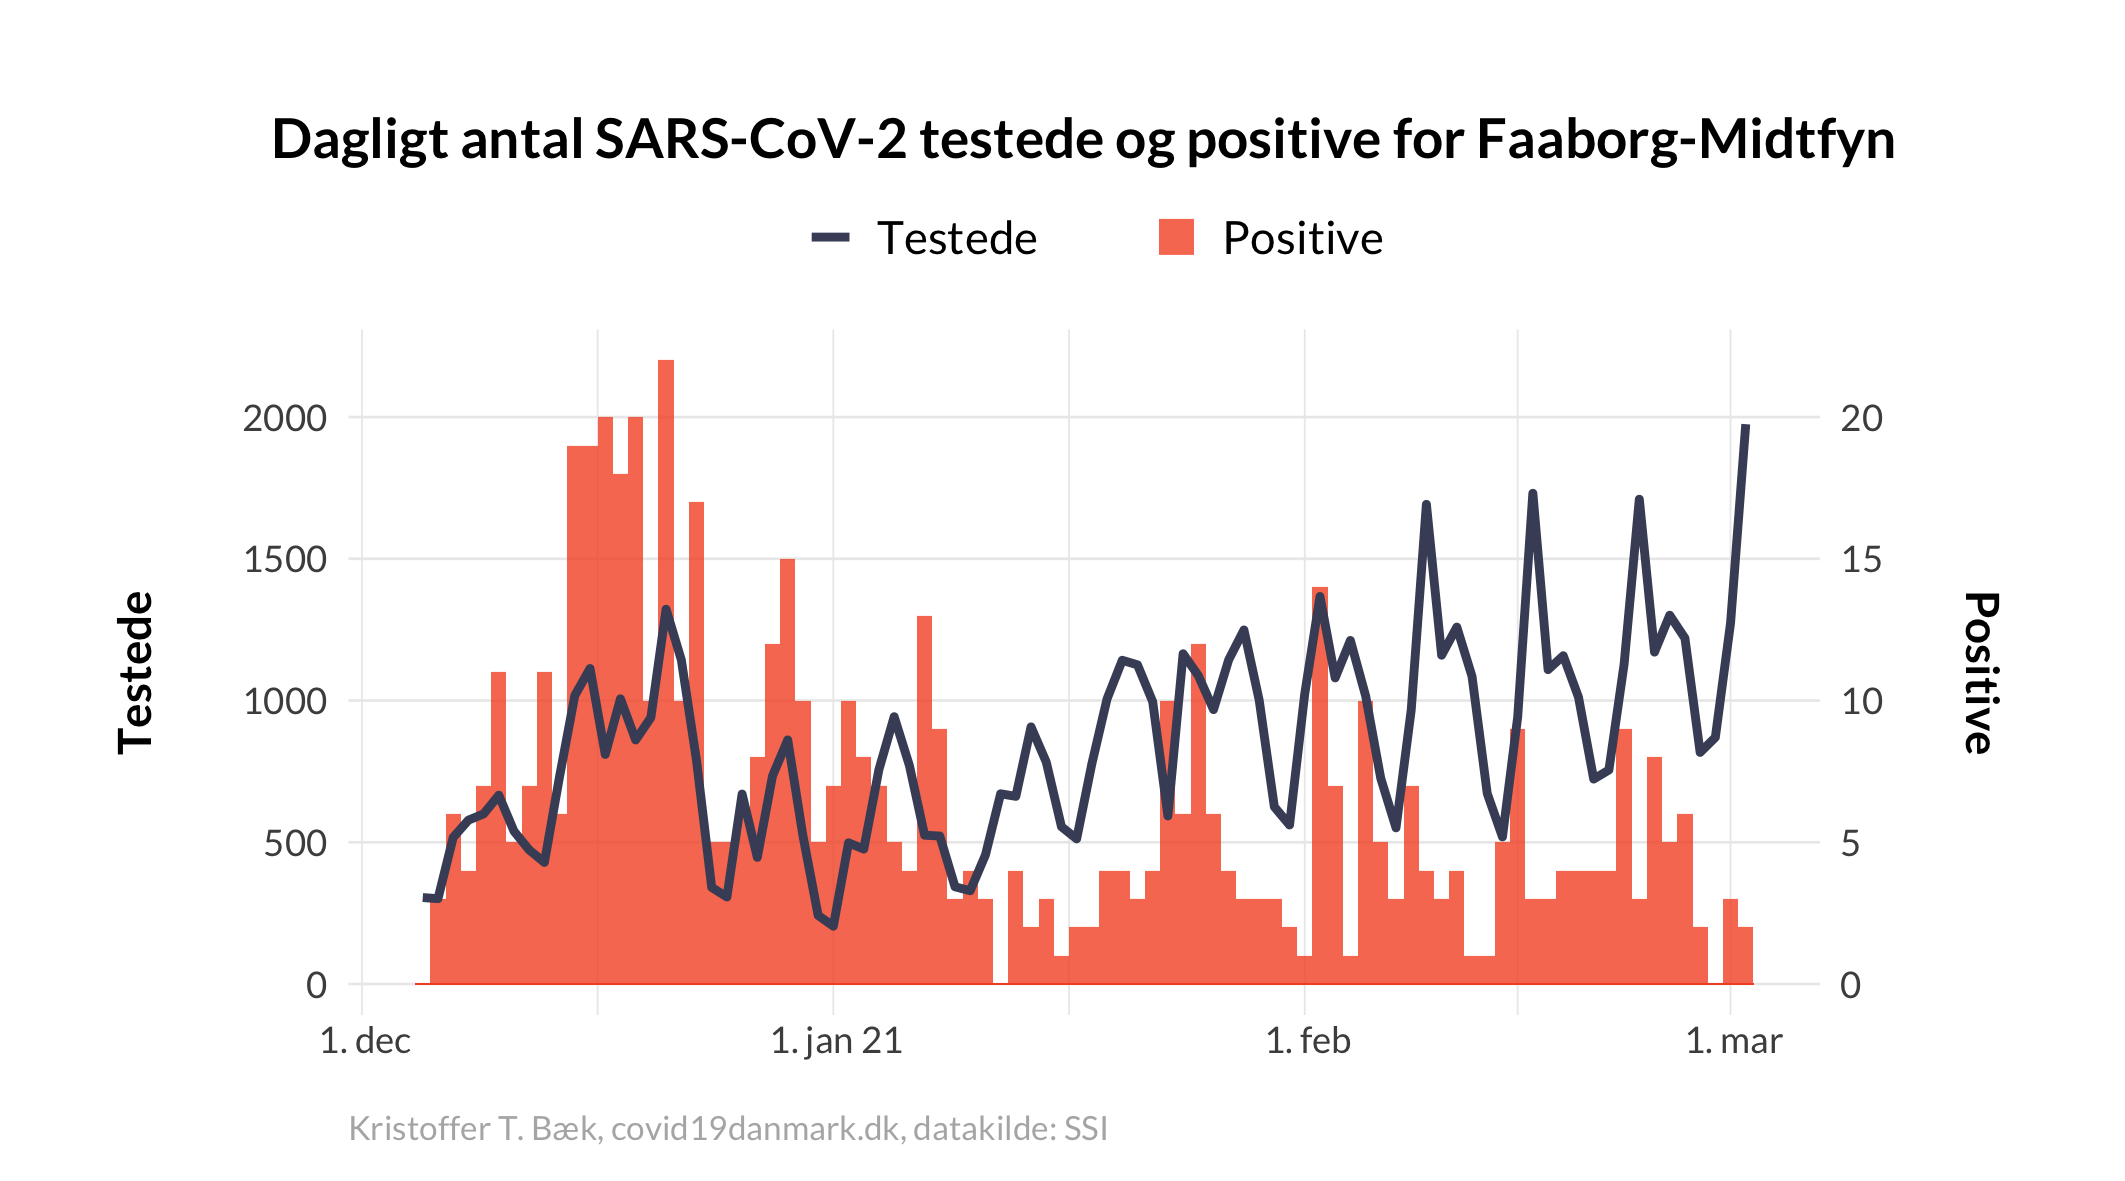 Dagligt antal SARS-CoV-2 testede og positive for Faaborg-Midtfyn
Testede Positive
Testede
2000
1500
1000
500
0
20
15
10
5
0
Positive
1. dec 1. jan 21 1. feb 1. mar
Kristoffer T. Bæk, covid19danmark.dk, datakilde: SSI